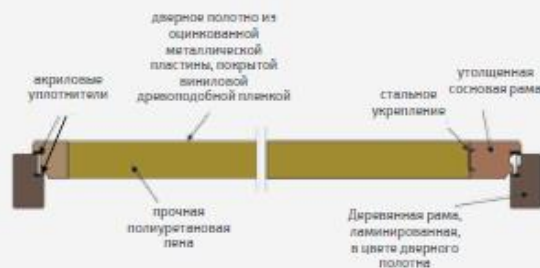 дверное полотно из
оцинкованной
металлической
пластины, покрытой
виниловой
древоподобной пленкой
акриловые
уплотнители
стальное
укрепление
утолщенная
сосновая рама
прочная
полиуретановая
пена
Деревянная рама,
ламинированная,
в цвете дверного
полотна